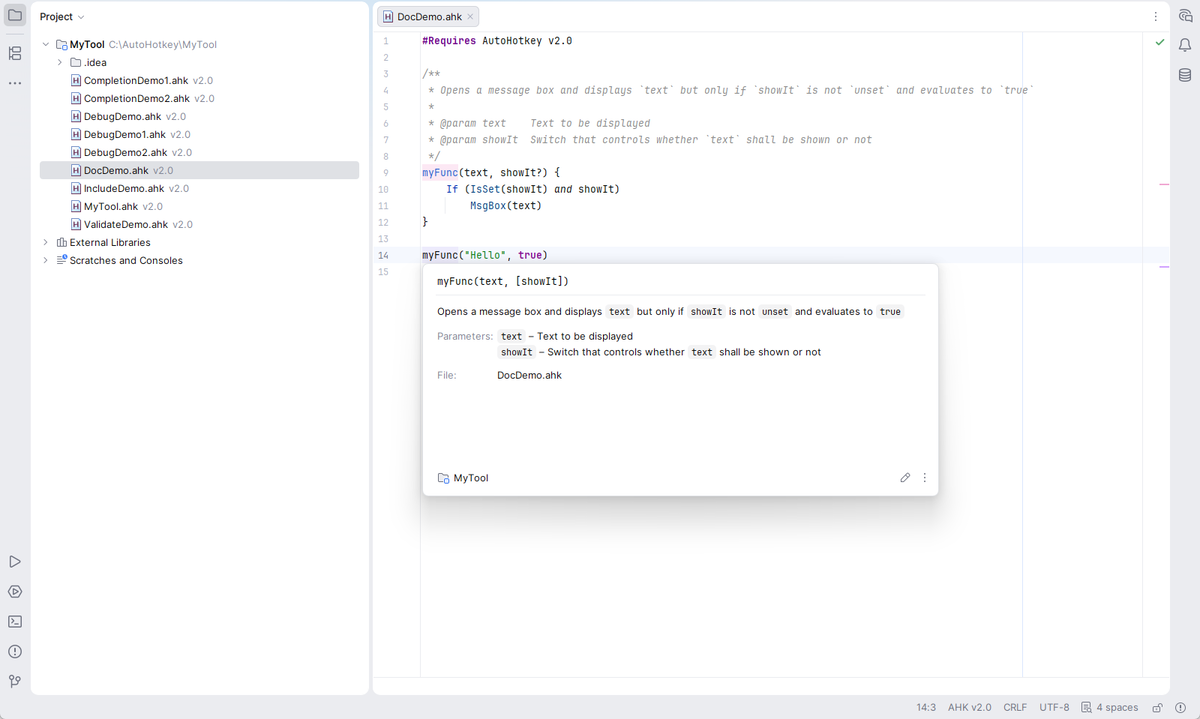 Project
MyTool C:\AutoHotkey\MyTool
.idea
CompletionDemo1.ahk v2.0
CompletionDemo2.ahk v2.0
DebugDemo.ahk v2.0
DebugDemo1.ahk v2.0
DebugDemo2.ahk v2.0
DocDemo.ahk v2.0
IncludeDemo.ahk v2.0
MyTool.ahk v2.0
ValidateDemo.ahk v2.0
External Libraries
Scratches and Consoles
DocDemo.ahk
1 #Requires AutoHotkey v2.0
2
3 /**
4 * Opens a message box and displays `text` but only if `showIt` is not `unset` and evaluates to `true`
5 *
6 * @param text    Text to be displayed
7 * @param showIt  Switch that controls whether `text` shall be shown or not
8 */
9 myFunc(text, showIt?) {
10     If (IsSet(showIt) and showIt)
11         MsgBox(text)
12 }
13
14 myFunc("Hello", true)
15
myFunc(text, [showIt])
Opens a message box and displays text but only if showIt is not unset and evaluates to true
Parameters: text – Text to be displayed
showIt – Switch that controls whether text shall be shown or not
File: DocDemo.ahk
MyTool
14:3 AHK v2.0 CRLF UTF-8 4 spaces